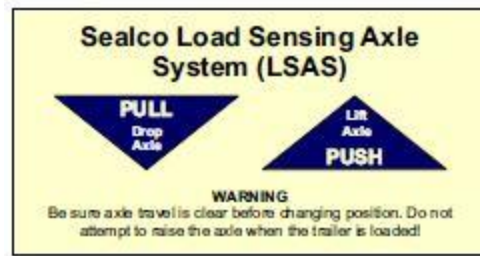 Sealco Load Sensing Axle
System (LSAS)
PULL
Drop
Axle
Lift
Axle
PUSH
WARNING
Be sure axle travel is clear before changing position. Do not
attempt to raise the axle when the trailer is loaded!